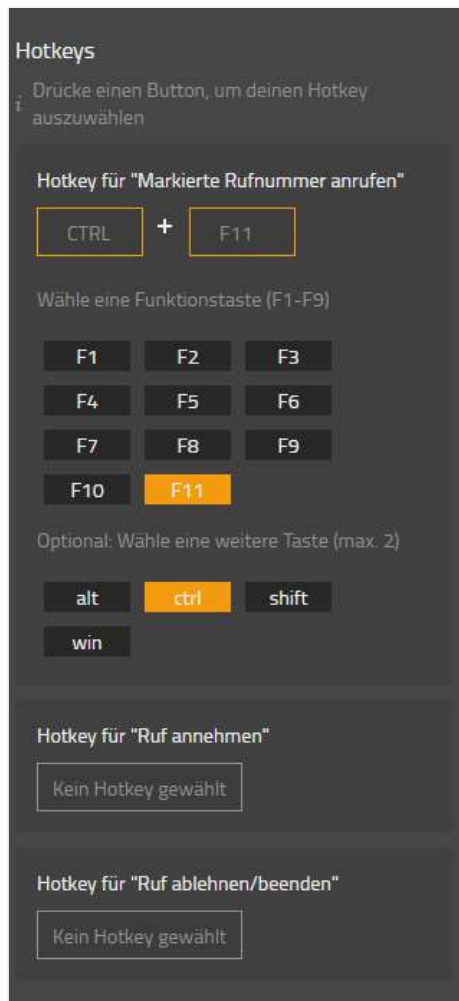 Hotkeys
i Drücke einen Button, um deinen Hotkey
auszuwählen
Hotkey für "Markierte Rufnummer anrufen"
CTRL + F11
Wähle eine Funktionstaste (F1-F9)
F1 F2 F3
F4 F5 F6
F7 F8 F9
F10 F11
Optional: Wähle eine weitere Taste (max. 2)
alt ctrl shift
win
Hotkey für "Ruf annehmen"
Kein Hotkey gewählt
Hotkey für "Ruf ablehnen/beenden"
Kein Hotkey gewählt